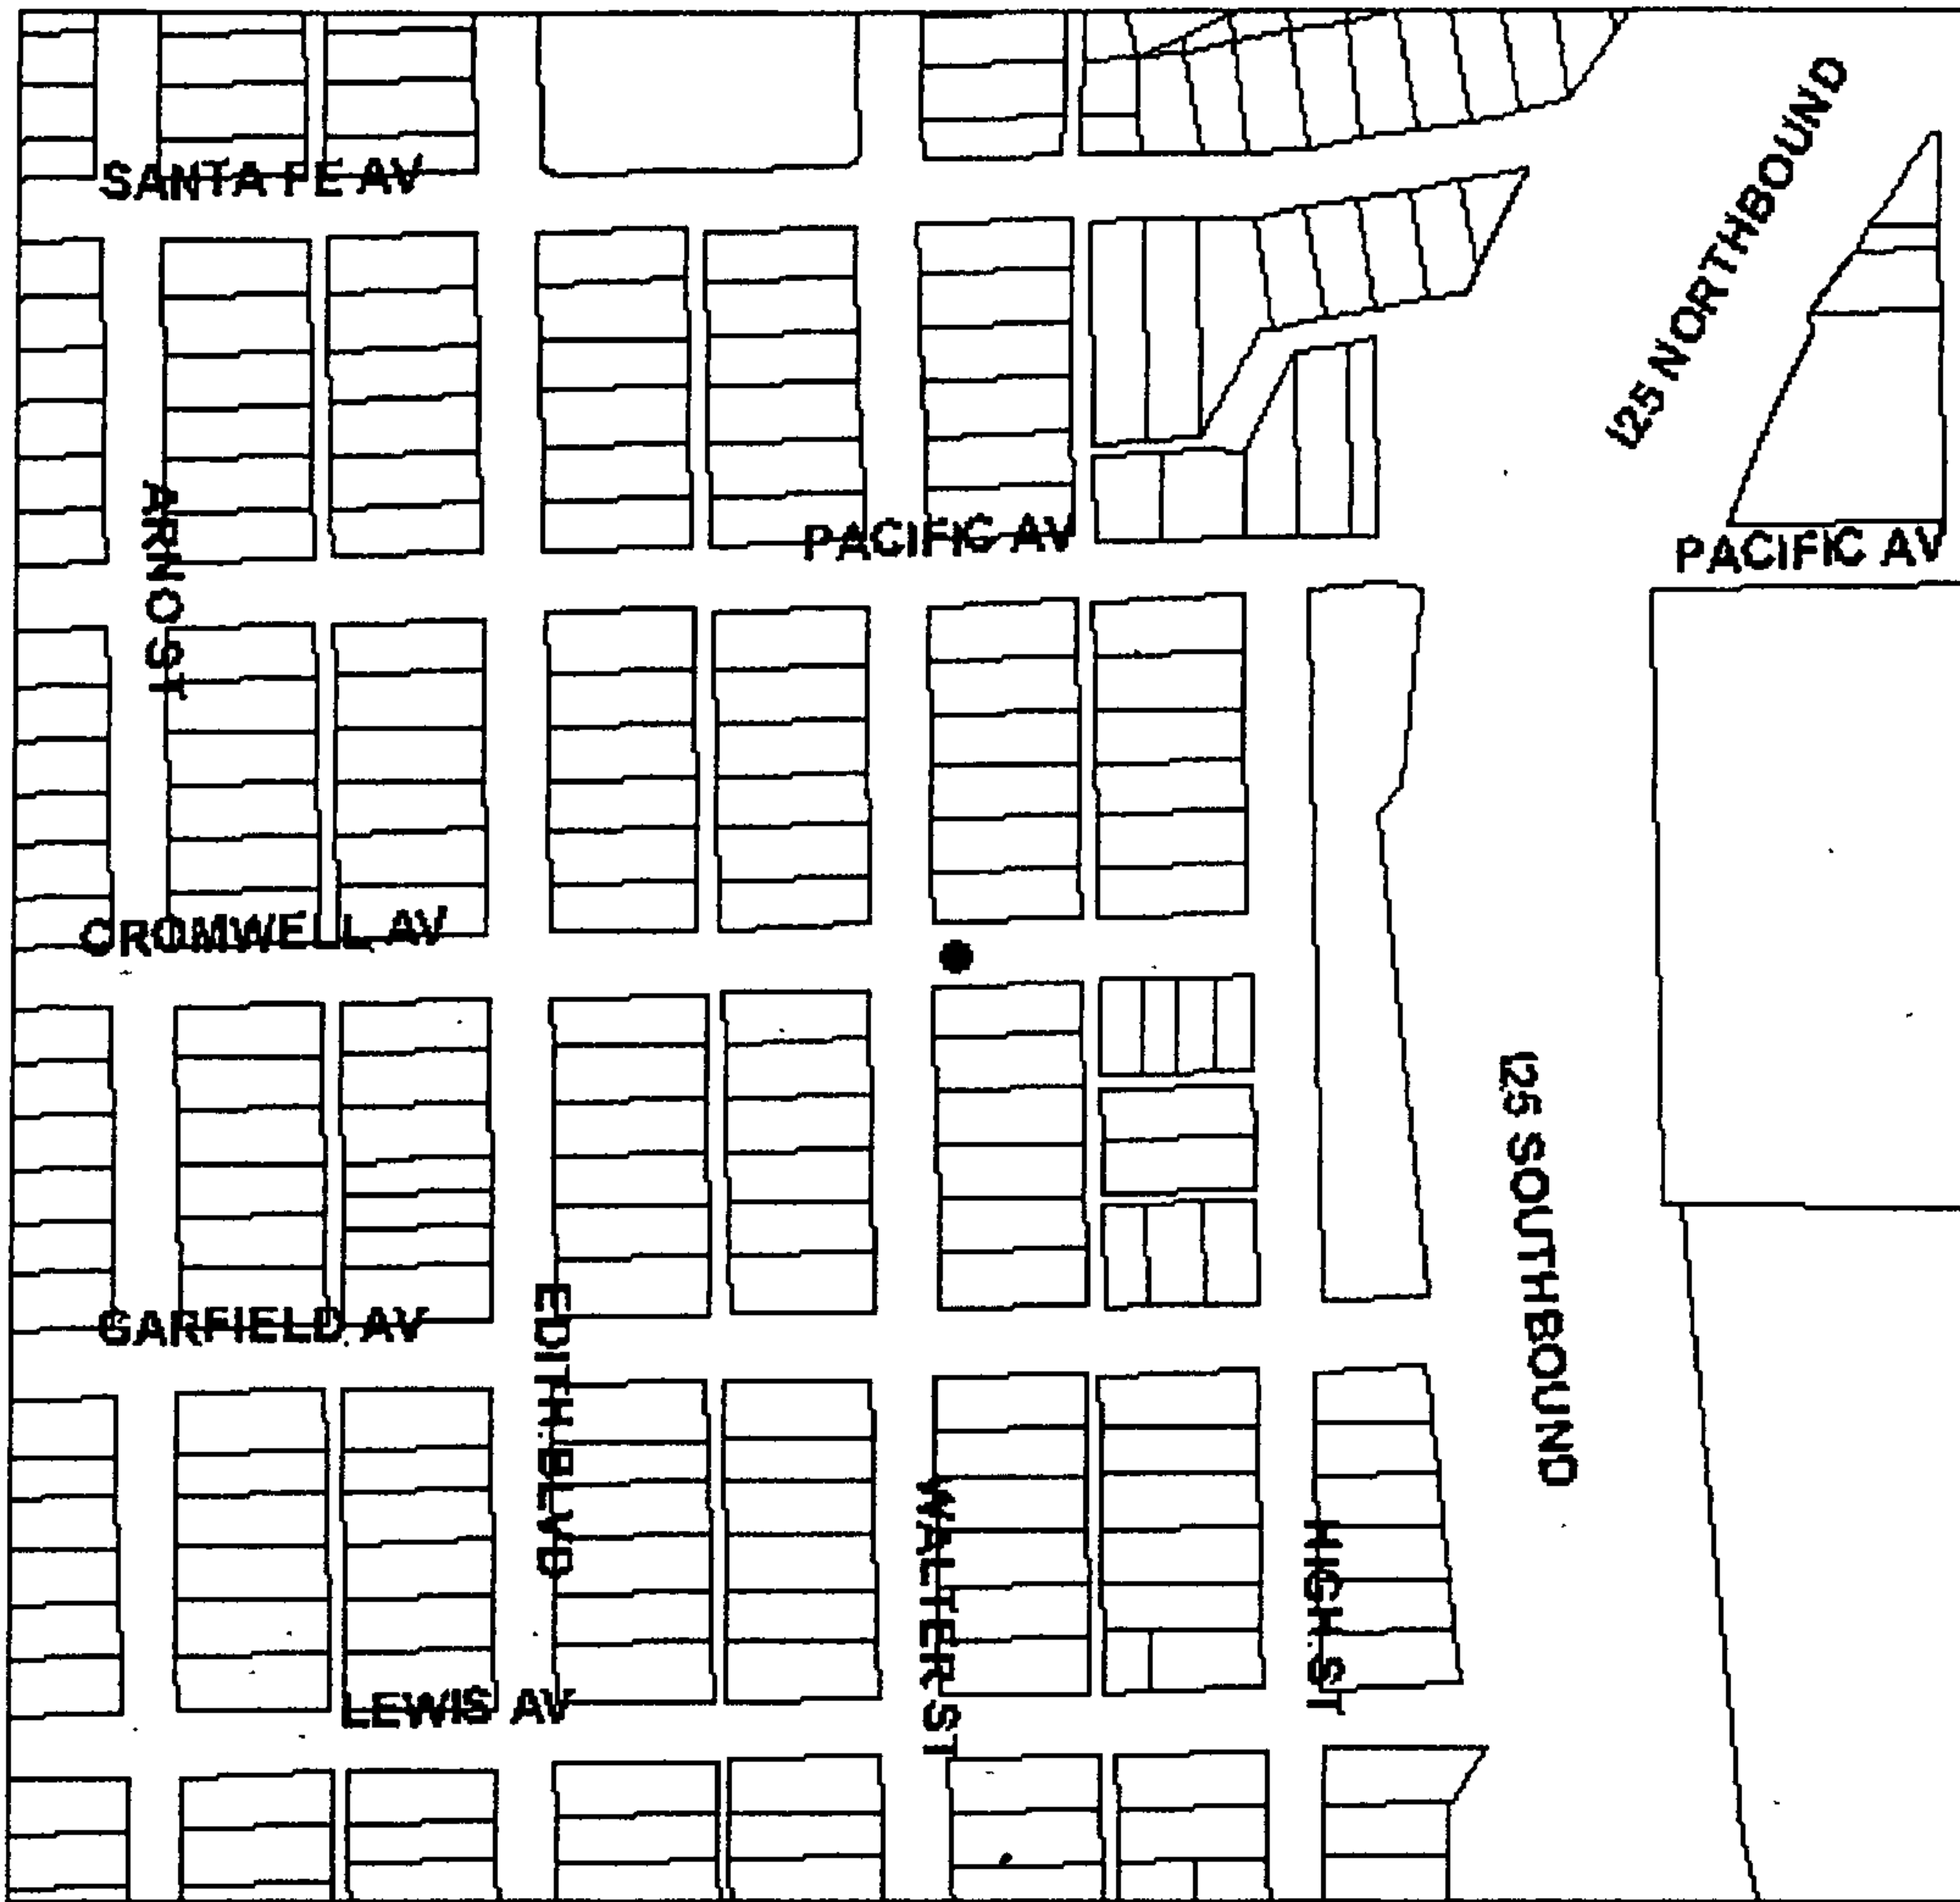 SANTA FE AV
I25 NORTHBOUND
ARNO ST
PACIFIC AV
PACIFIC AV
CROMWELL AV
I25 SOUTHBOUND
GARFIELD AV
EDITH BLVD
WALTER ST
HIGH ST
LEWIS AV